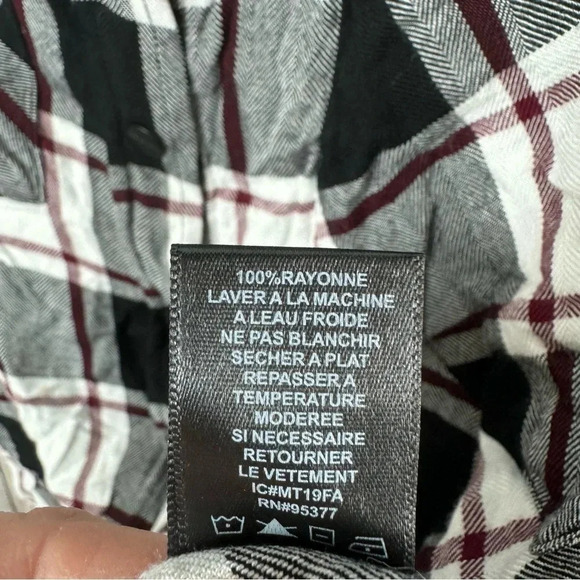 100%RAYONNE
LAVER A LA MACHINE
A LEAU FROIDE
NE PAS BLANCHIR
SECHER A PLAT
REPASSER A
TEMPERATURE
MODEREE
SI NECESSAIRE
RETOURNER
LE VETEMENT
IC#MT19FA
RN#95377